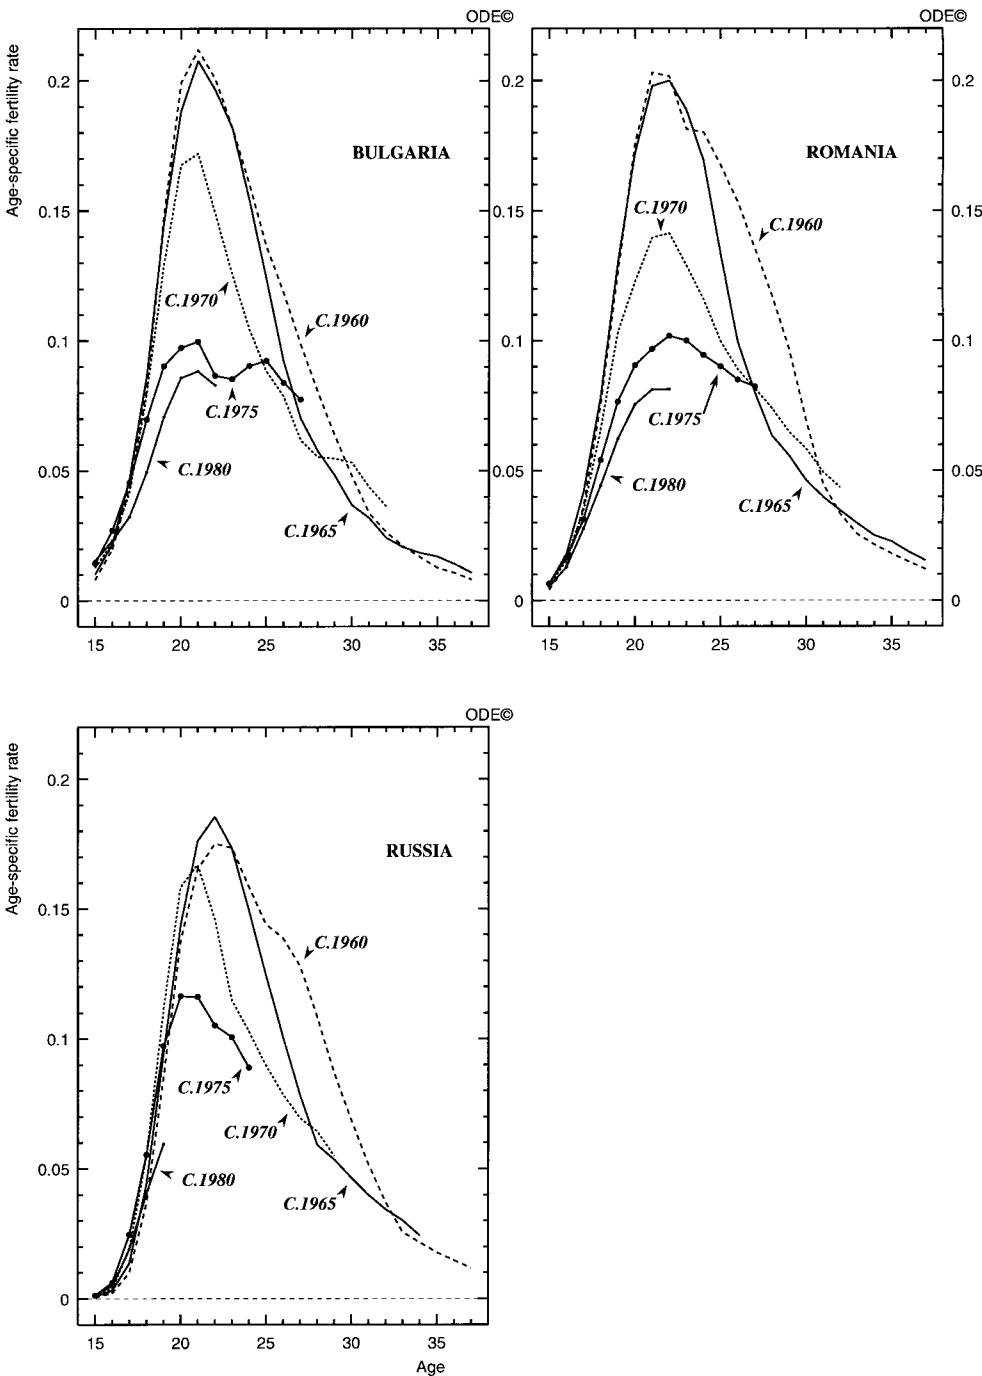 ODE©
ODE©
Age-specific fertility rate
0.2
0.2
0.2
BULGARIA
ROMANIA
0.15
0.15
0.15
C.1970
C.1960
C.1970
C.1960
0.1
0.1
0.1
C.1975
C.1975
C.1980
C.1980
0.05
0.05
0.05
C.1965
C.1965
0
0
0
15 20 25 30 35
15 20 25 30 35
ODE©
Age-specific fertility rate
0.2
RUSSIA
0.15
C.1960
0.1
C.1975
C.1970
0.05
C.1980
C.1965
0
15 20 25 30 35
Age